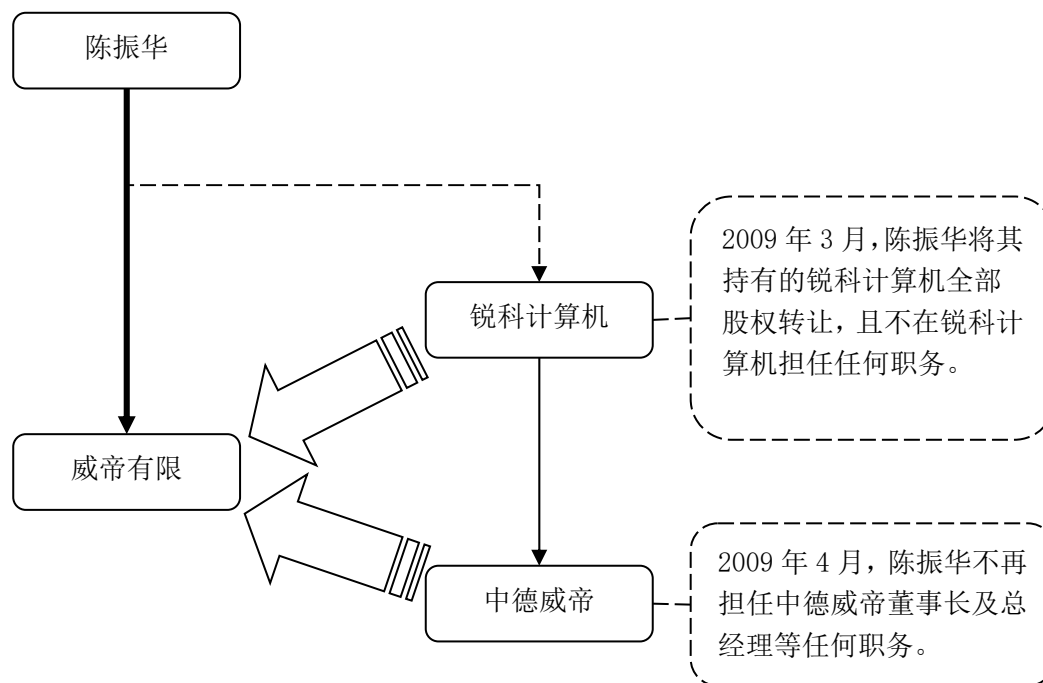 陈振华
锐科计算机
2009 年 3 月，陈振华将其
持有的锐科计算机全部
股权转让，且不在锐科计
算机担任任何职务。
威帝有限
中德威帝
2009 年 4 月，陈振华不再
担任中德威帝董事长及总
经理等任何职务。